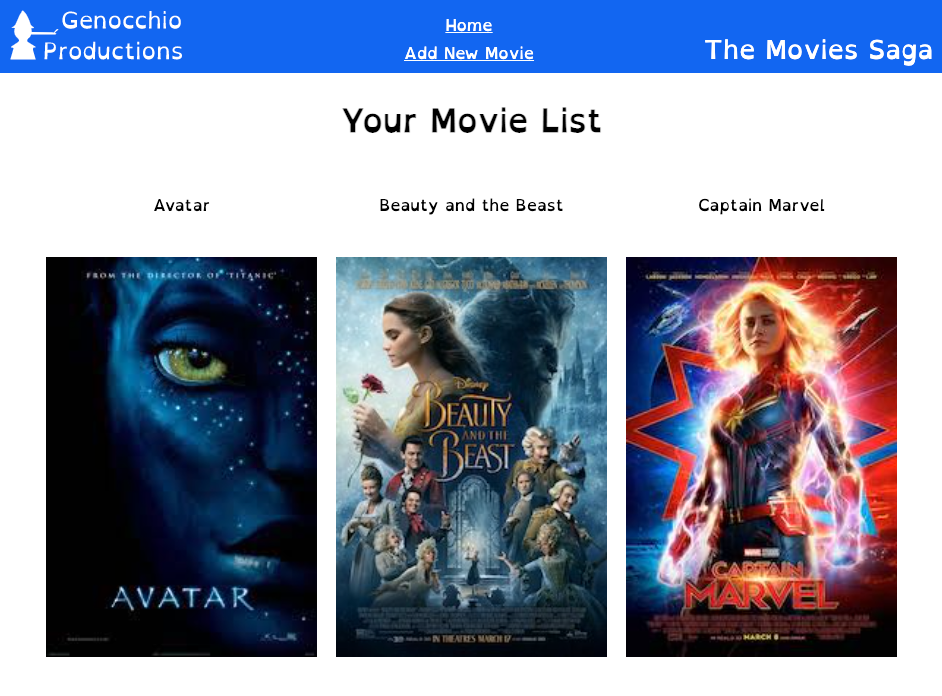 Genocchio
Productions
Home
Add New Movie
The Movies Saga
Your Movie List
Avatar
Beauty and the Beast
Captain Marvel
FROM THE DIRECTOR OF 'TITANIC'
AVATAR
Disney
BEAUTY
AND THE
BEAST
IN THEATRES MARCH 17
CAPTAIN
MARVEL
MARCH 8